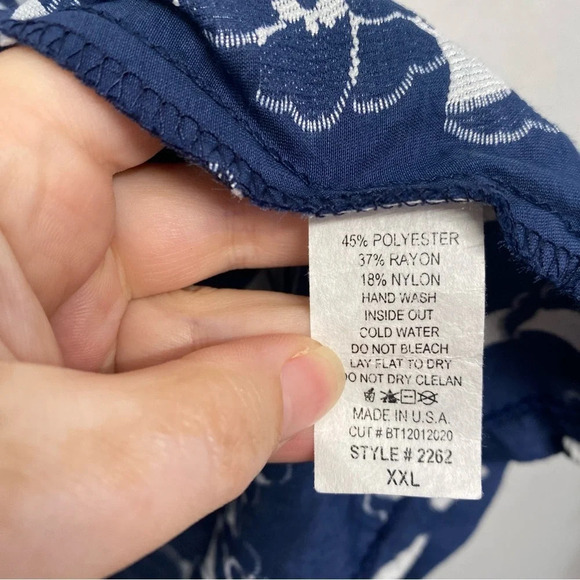 45% POLYESTER
37% RAYON
18% NYLON
HAND WASH
INSIDE OUT
COLD WATER
DO NOT BLEACH
LAY FLAT TO DRY
DO NOT DRY CLELAN
MADE IN U.S.A.
CUT # BT12012020
STYLE # 2262
XXL